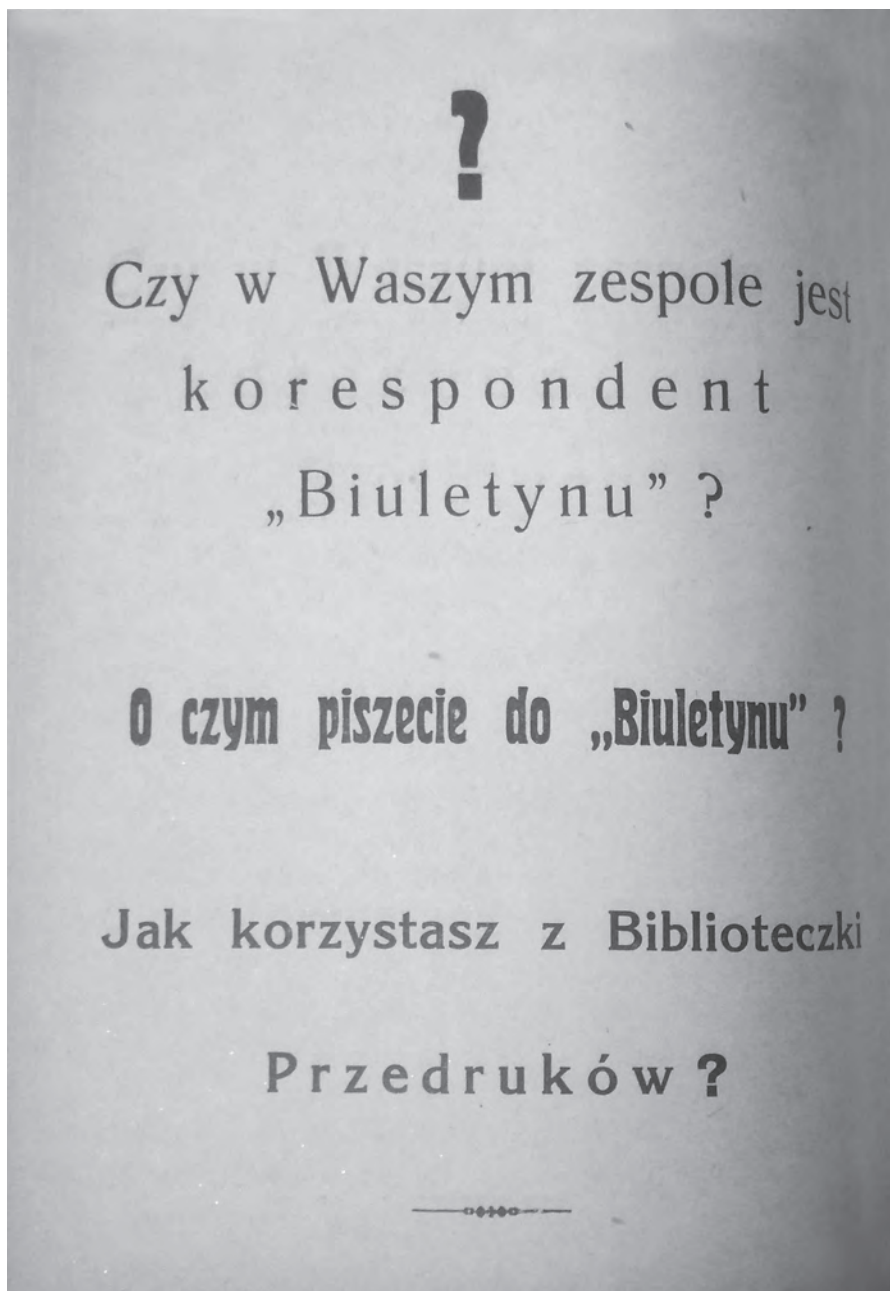 ?
Czy w Waszym zespole jest
korespondent
„Biuletynu” ?
O czym piszecie do „Biuletynu” ?
Jak korzystasz z Biblioteczki
Przedruków ?